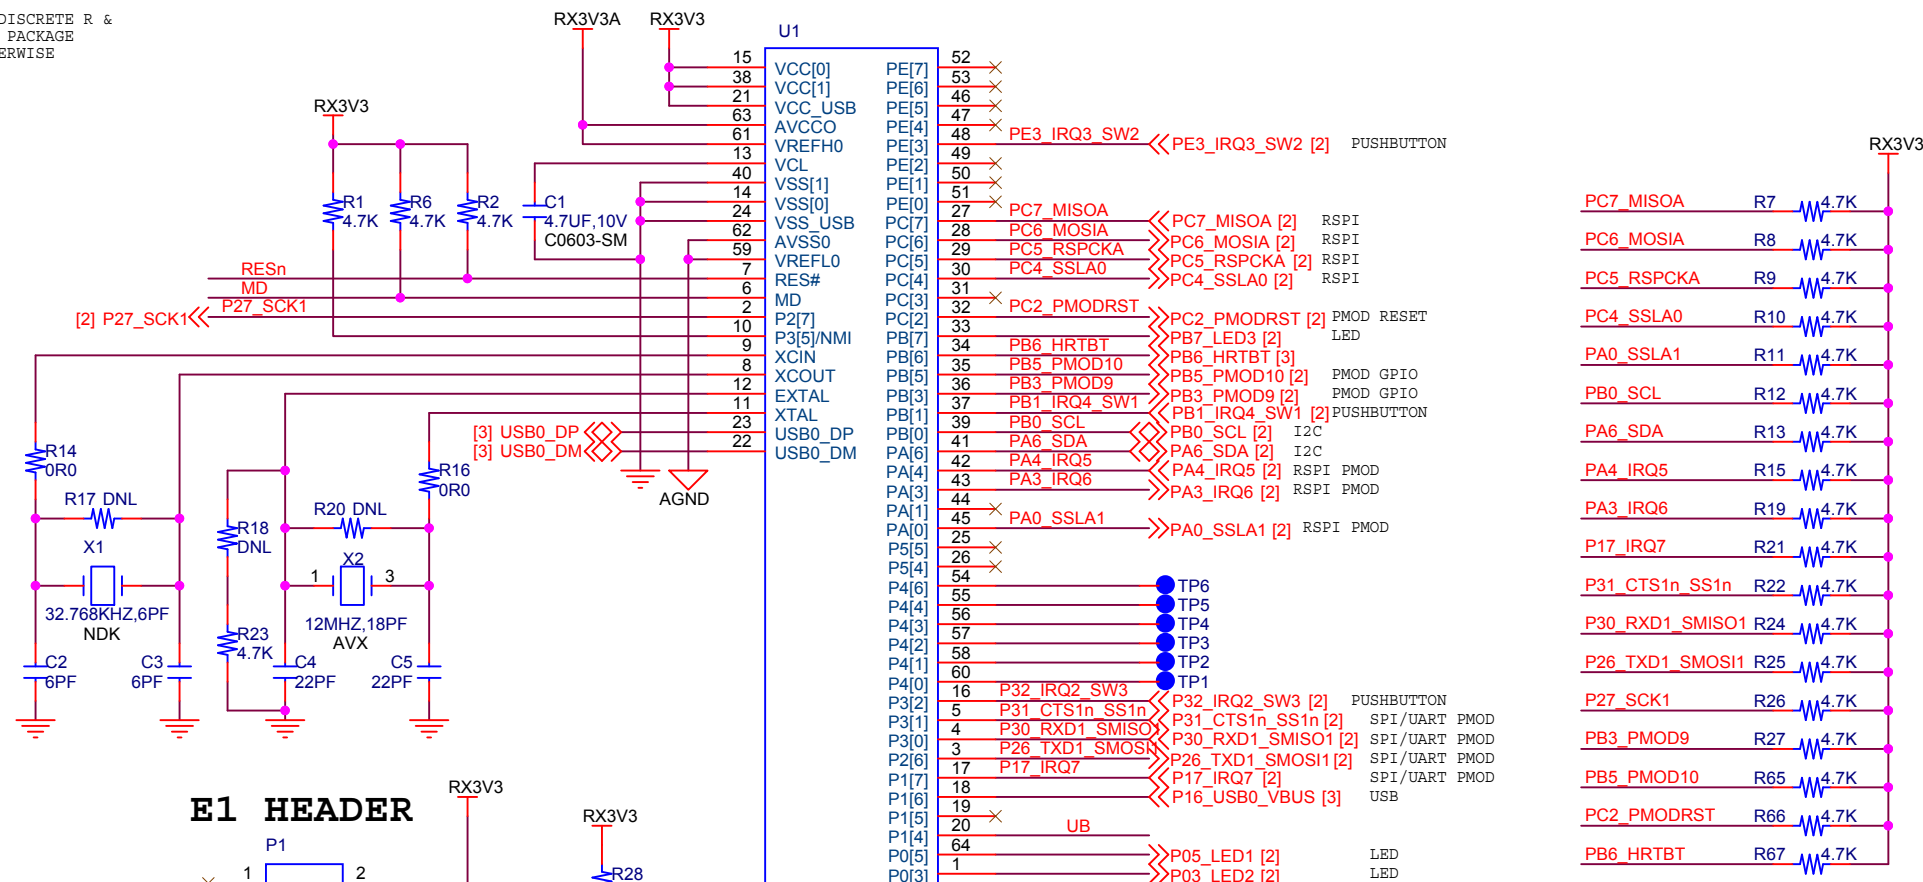 DISCRETE R &
PACKAGE
ERWISE
RX3V3A RX3V3
U1
RX3V3
15 VCC[0]
38 VCC[1]
21 VCC_USB
63 AVCCO
61 VREFH0
13 VCL
40 VSS[1]
14 VSS[0]
24 VSS_USB
62 AVSS0
59 VREFL0
7 RES#
6 MD
2 P2[7]
10 P3[5]/NMI
9 XCIN
8 XCOUT
12 EXTAL
11 XTAL
23 USB0_DP
22 USB0_DM
R1 4.7K
R6 4.7K
R2 4.7K
C1
4.7UF,10V
C0603-SM
RESn
MD
[2] P27_SCK1 P27_SCK1
[3] USB0_DP
[3] USB0_DM
AGND
R14
0R0
R17 DNL
X1
32.768KHZ,6PF
NDK
C2
6PF
C3
6PF
R18
DNL
R23
4.7K
R20 DNL
R16
0R0
X2
1 3
12MHZ,18PF
AVX
C4
22PF
C5
22PF
PE[7] 52
PE[6] 53
PE[5] 46
PE[4] 47
PE[3] 48 PE3_IRQ3_SW2 PE3_IRQ3_SW2 [2] PUSHBUTTON
PE[2] 49
PE[1] 50
PE[0] 51
PC[7] 27 PC7_MISOA PC7_MISOA [2] RSPI
PC[6] 28 PC6_MOSIA PC6_MOSIA [2] RSPI
PC[5] 29 PC5_RSPCKA PC5_RSPCKA [2] RSPI
PC[4] 30 PC4_SSLA0 PC4_SSLA0 [2] RSPI
PC[3] 31
PC[2] 32 PC2_PMODRST PC2_PMODRST [2] PMOD RESET
PB[7] 33 PB7_LED3 [2] LED
PB[6] 34 PB6_HRTBT PB6_HRTBT [3]
PB[5] 35 PB5_PMOD10 PB5_PMOD10 [2] PMOD GPIO
PB[3] 36 PB3_PMOD9 PB3_PMOD9 [2] PMOD GPIO
PB[1] 37 PB1_IRQ4_SW1 PB1_IRQ4_SW1 [2] PUSHBUTTON
PB[0] 39 PB0_SCL PB0_SCL [2] I2C
PA[6] 41 PA6_SDA PA6_SDA [2] I2C
PA[4] 42 PA4_IRQ5 PA4_IRQ5 [2] RSPI PMOD
PA[3] 43 PA3_IRQ6 PA3_IRQ6 [2] RSPI PMOD
PA[1] 44
PA[0] 45 PA0_SSLA1 PA0_SSLA1 [2] RSPI PMOD
P5[5] 25
P5[4] 26
P4[6] 54 TP6
P4[4] 55 TP5
P4[3] 56 TP4
P4[2] 57 TP3
P4[1] 58 TP2
P4[0] 60 TP1
P3[2] 16 P32_IRQ2_SW3 P32_IRQ2_SW3 [2] PUSHBUTTON
P3[1] 5 P31_CTS1n_SS1n P31_CTS1n_SS1n [2] SPI/UART PMOD
P3[0] 4 P30_RXD1_SMISO1 P30_RXD1_SMISO1 [2] SPI/UART PMOD
P2[6] 3 P26_TXD1_SMOSI1 P26_TXD1_SMOSI1 [2] SPI/UART PMOD
P1[7] 17 P17_IRQ7 P17_IRQ7 [2] SPI/UART PMOD
P1[6] 18 P16_USB0_VBUS [3] USB
P1[5] 19
P1[4] 20 UB
P0[5] 64 P05_LED1 [2] LED
P0[3] 1 P03_LED2 [2] LED
RX3V3
PC7_MISOA R7 4.7K
PC6_MOSIA R8 4.7K
PC5_RSPCKA R9 4.7K
PC4_SSLA0 R10 4.7K
PA0_SSLA1 R11 4.7K
PB0_SCL R12 4.7K
PA6_SDA R13 4.7K
PA4_IRQ5 R15 4.7K
PA3_IRQ6 R19 4.7K
P17_IRQ7 R21 4.7K
P31_CTS1n_SS1n R22 4.7K
P30_RXD1_SMISO1 R24 4.7K
P26_TXD1_SMOSI1 R25 4.7K
P27_SCK1 R26 4.7K
PB3_PMOD9 R27 4.7K
PB5_PMOD10 R65 4.7K
PC2_PMODRST R66 4.7K
PB6_HRTBT R67 4.7K
E1 HEADER
RX3V3
RX3V3
P1
1 2
R28